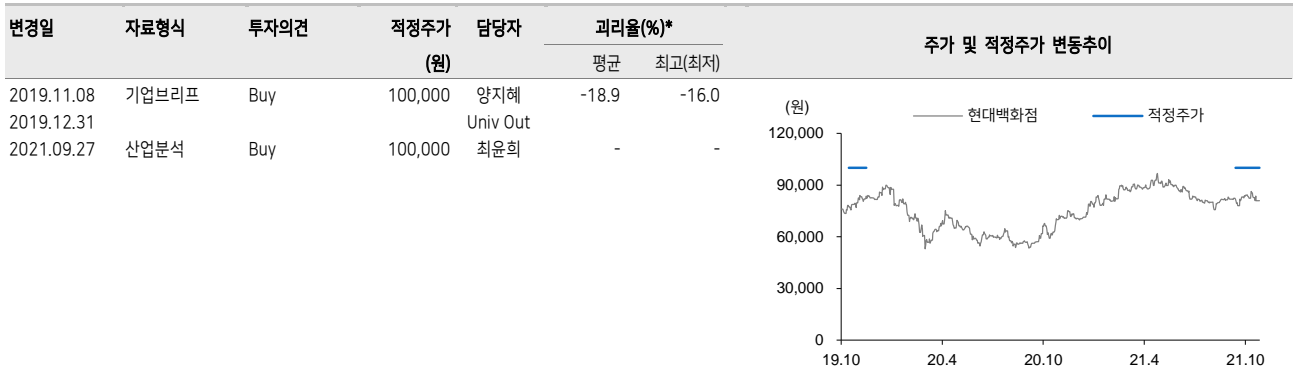 변경일 자료형식 투자의견 적정주가 담당자 괴리율(%)* 주가 및 적정주가 변동추이
(원) 평균 최고(최저)
2019.11.08 기업브리프 Buy 100,000 양지혜 -18.9 -16.0
2019.12.31 Univ Out
2021.09.27 산업분석 Buy 100,000 최윤희 - -
(원) 현대백화점 적정주가
120,000
90,000
60,000
30,000
0
19.10 20.4 20.10 21.4 21.10